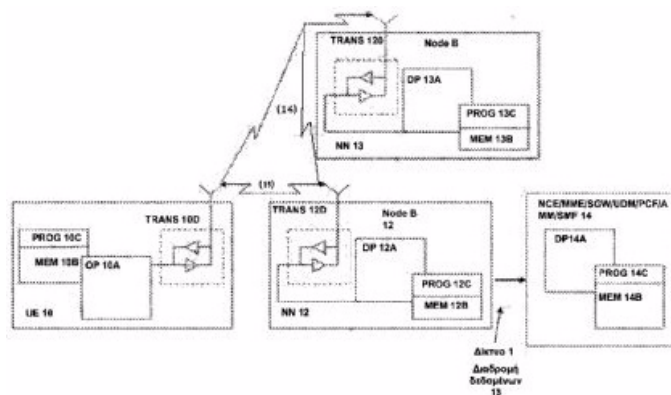 TRANS 120
Node B
DP 13A
PROG 13C
MEM 13B
NN 13
(14)
(11)
TRANS 10D
PROG 10C
MEM 10B
OP 10A
UE 10
TRANS 12D
Node B
12
DP 12A
PROG 12C
MEM 12B
NN 12
NCE/MME/SGW/UDM/PCF/A
MM/SMF 14
DP14A
PROG 14C
MEM 14B
Δίκτυο 1
Διαδρομή
δεδομένων
13